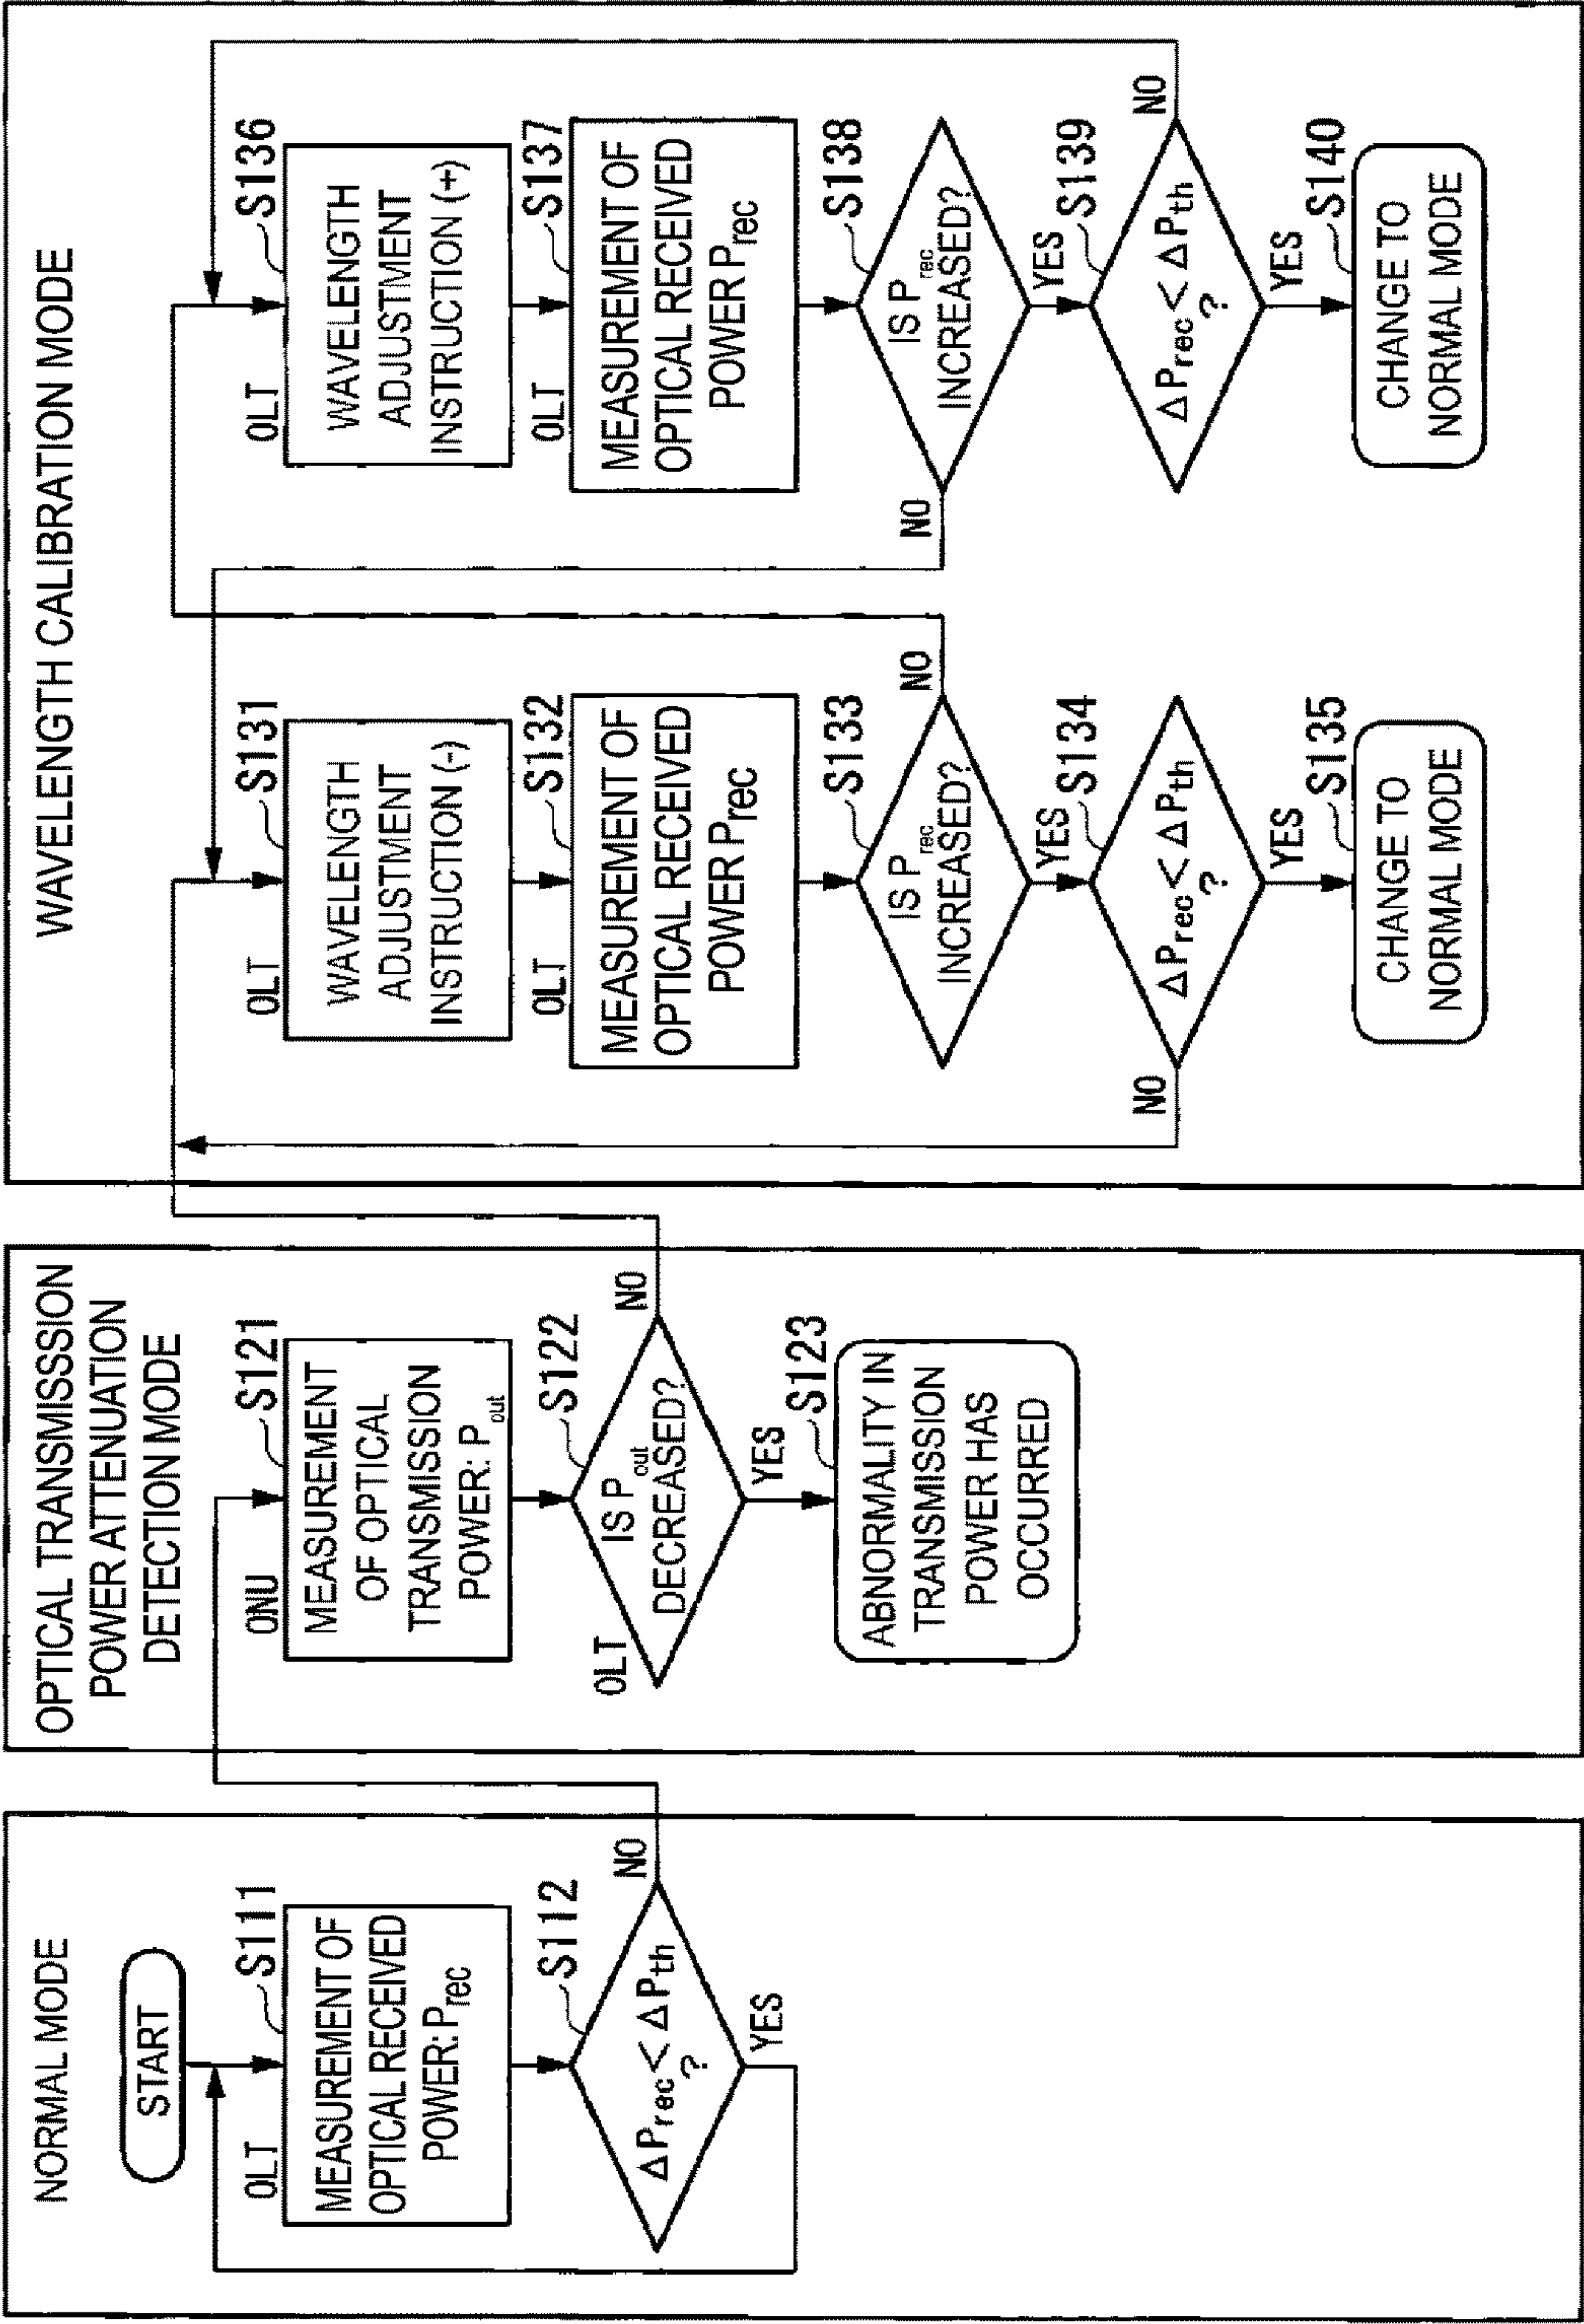 NORMAL MODE
START
OLT
S111
MEASUREMENT OF
OPTICAL RECEIVED
POWER: Prec
S112
ΔPrec < ΔPth
?
NO
YES
OPTICAL TRANSMISSSION
POWER ATTENUATION
DETECTION MODE
ONU
S121
MEASUREMENT
OF OPTICAL
TRANSMISSION
POWER: Pout
OLT
S122
IS Pout
DECREASED?
NO
YES
S123
ABNORMALITY IN
TRANSMISSION
POWER HAS
OCCURRED
WAVELENGTH CALIBRATION MODE
OLT
S131
WAVELENGTH
ADJUSTMENT
INSTRUCTION (-)
OLT
S132
MEASUREMENT OF
OPTICAL RECEIVED
POWER Prec
S133
IS Prec
INCREASED?
NO
YES
S134
ΔPrec < ΔPth
?
NO
YES
S135
CHANGE TO
NORMAL MODE
OLT
S136
WAVELENGTH
ADJUSTMENT
INSTRUCTION (+)
OLT
S137
MEASUREMENT OF
OPTICAL RECEIVED
POWER Prec
S138
IS Prec
INCREASED?
NO
YES
S139
ΔPrec < ΔPth
?
NO
YES
S140
CHANGE TO
NORMAL MODE